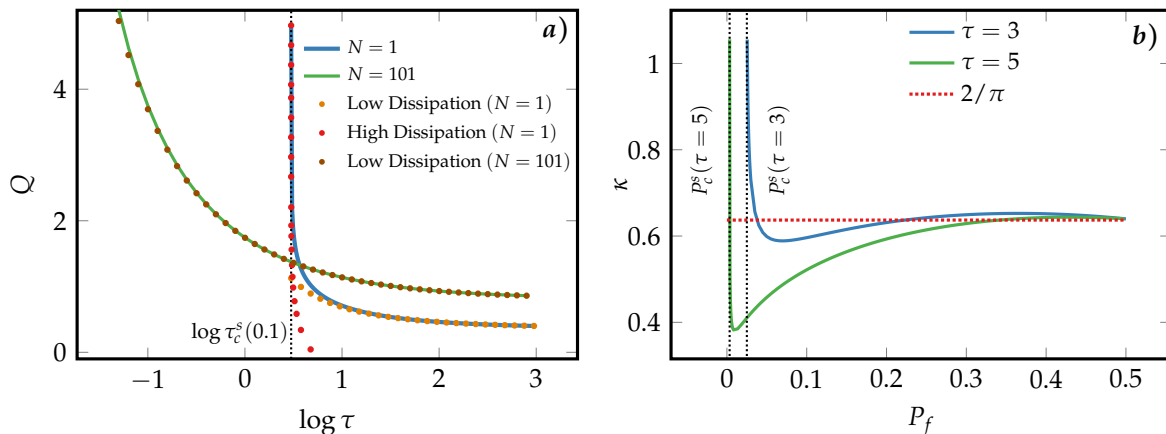 a)
N = 1
N = 101
Low Dissipation (N = 1)
High Dissipation (N = 1)
Low Dissipation (N = 101)
log τ_c^s(0.1)
Q
0
2
4
−1
0
1
2
3
log τ
b)
τ = 3
τ = 5
2/π
P_c^s(τ = 5)
P_c^s(τ = 3)
κ
0.4
0.6
0.8
1
0
0.1
0.2
0.3
0.4
0.5
P_f